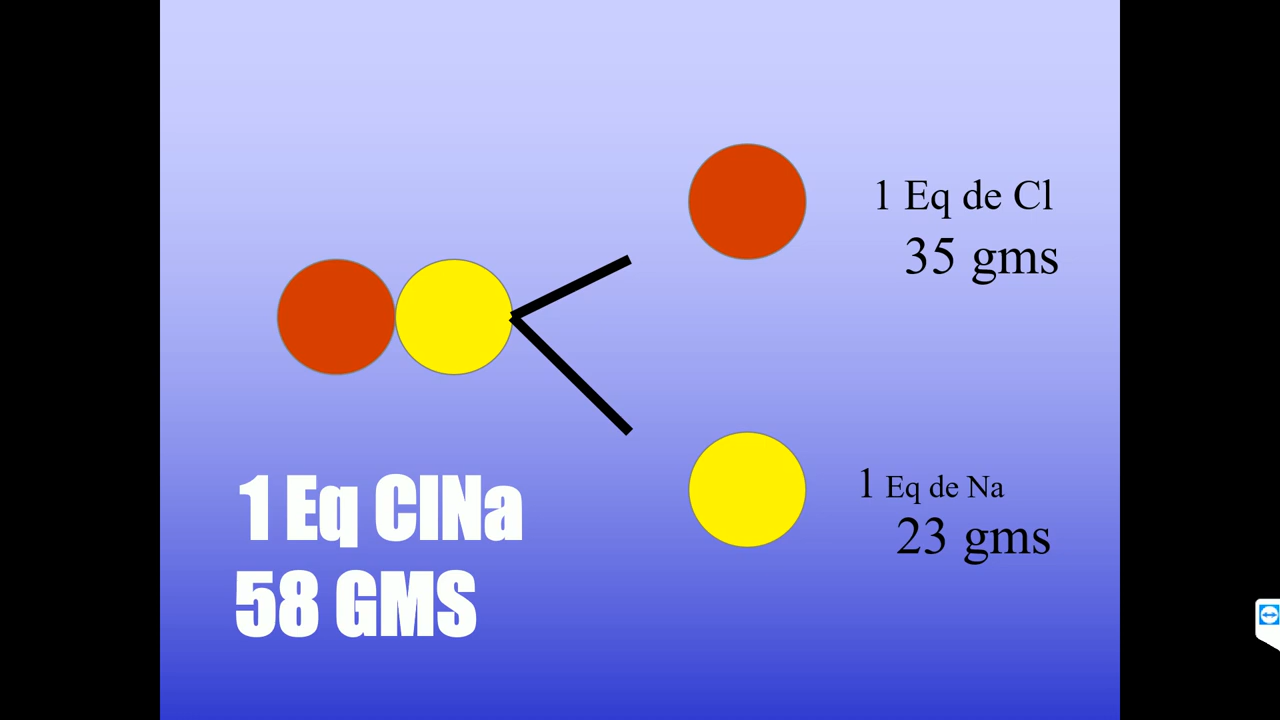 1 Eq de Cl
35 gms
1 Eq ClNa
58 GMS
1 Eq de Na
23 gms